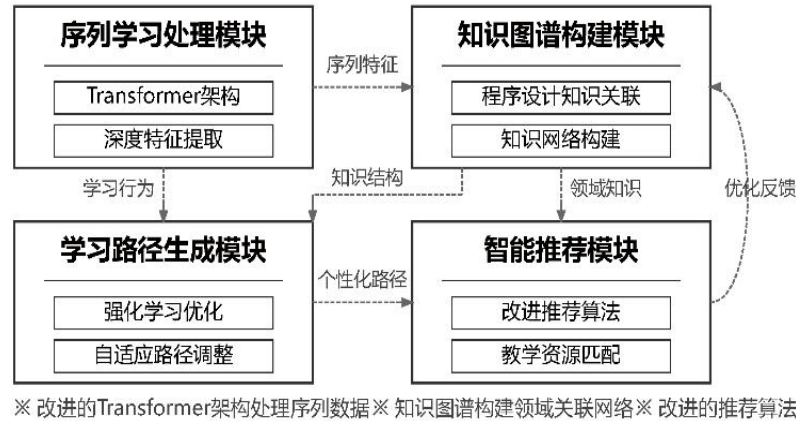 序列学习处理模块
Transformer架构
深度特征提取
序列特征
知识图谱构建模块
程序设计知识关联
知识网络构建
学习行为
知识结构
领域知识
优化反馈
学习路径生成模块
强化学习优化
自适应路径调整
个性化路径
智能推荐模块
改进推荐算法
教学资源匹配
※ 改进的Transformer架构处理序列数据※ 知识图谱构建领域关联网络※ 改进的推荐算法